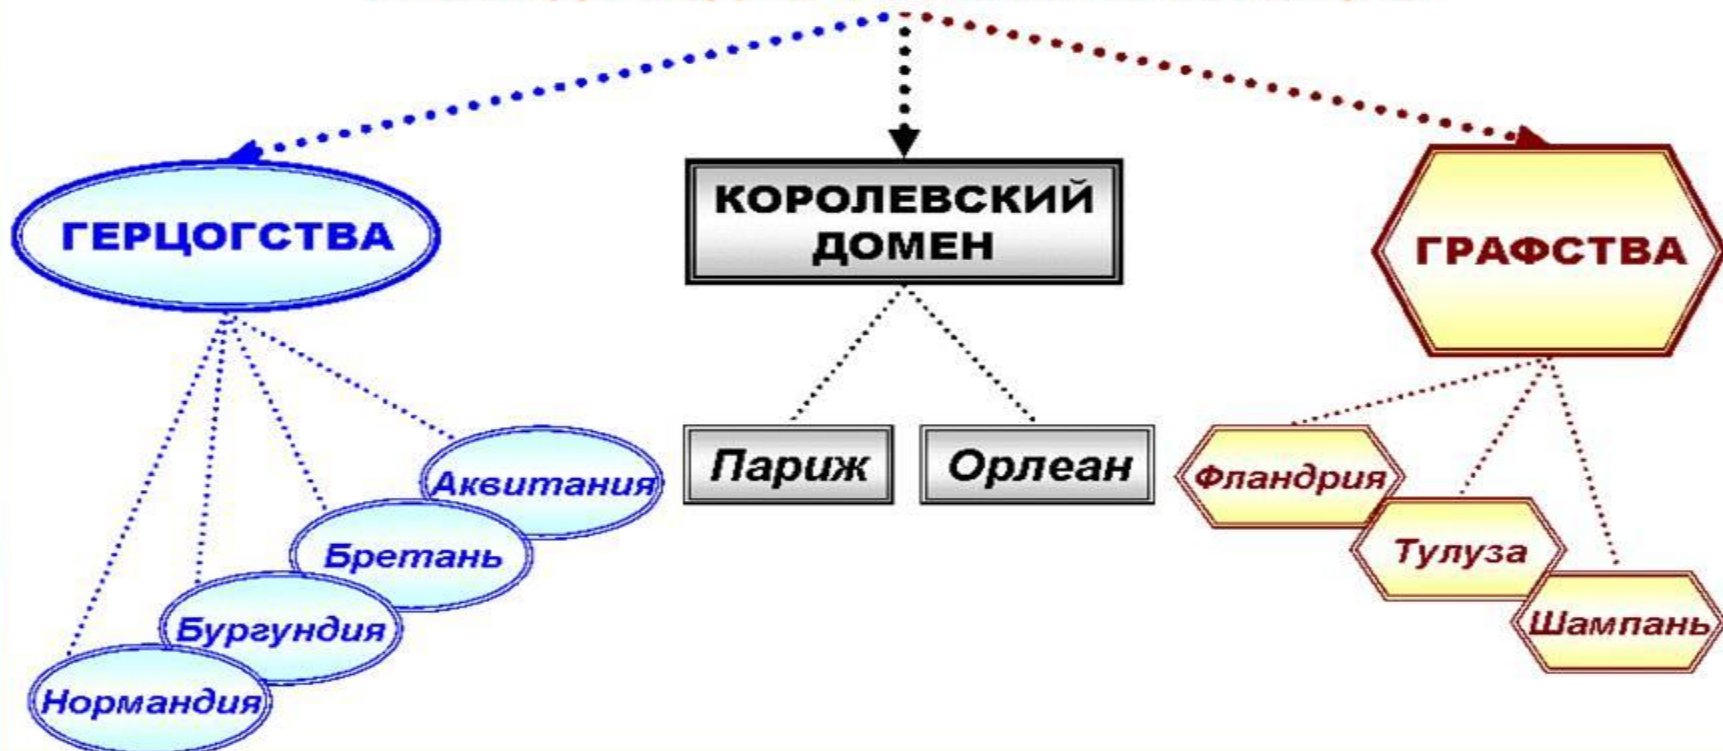 ГЕРЦОГСТВА
КОРОЛЕВСКИЙ
ДОМЕН
ГРАФСТВА
Аквитания
Бретань
Бургундия
Нормандия
Париж
Орлеан
Фландрия
Тулуза
Шампань